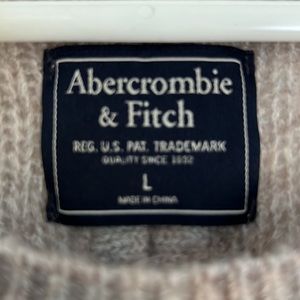 Abercrombie
& Fitch
REG. U.S. PAT. TRADEMARK
QUALITY SINCE 1892
L
MADE IN CHINA